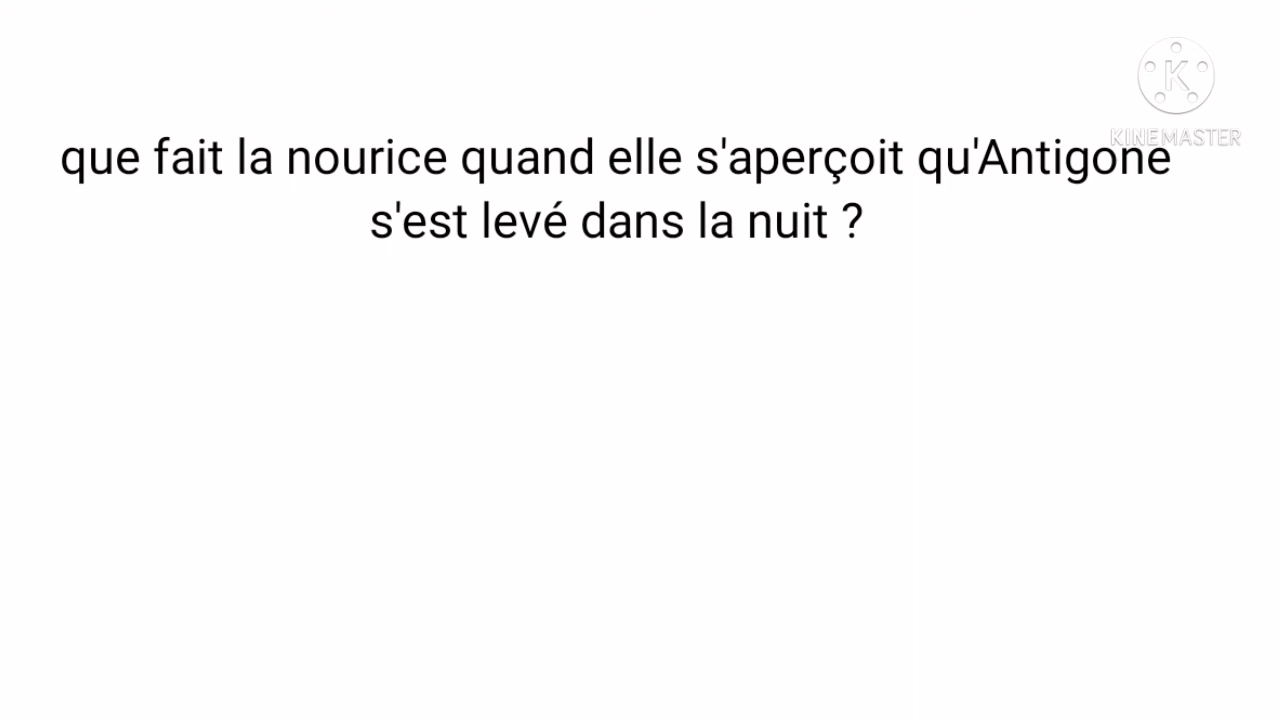 KINEMASTER
que fait la nourice quand elle s'aperçoit qu'Antigone
s'est levé dans la nuit ?